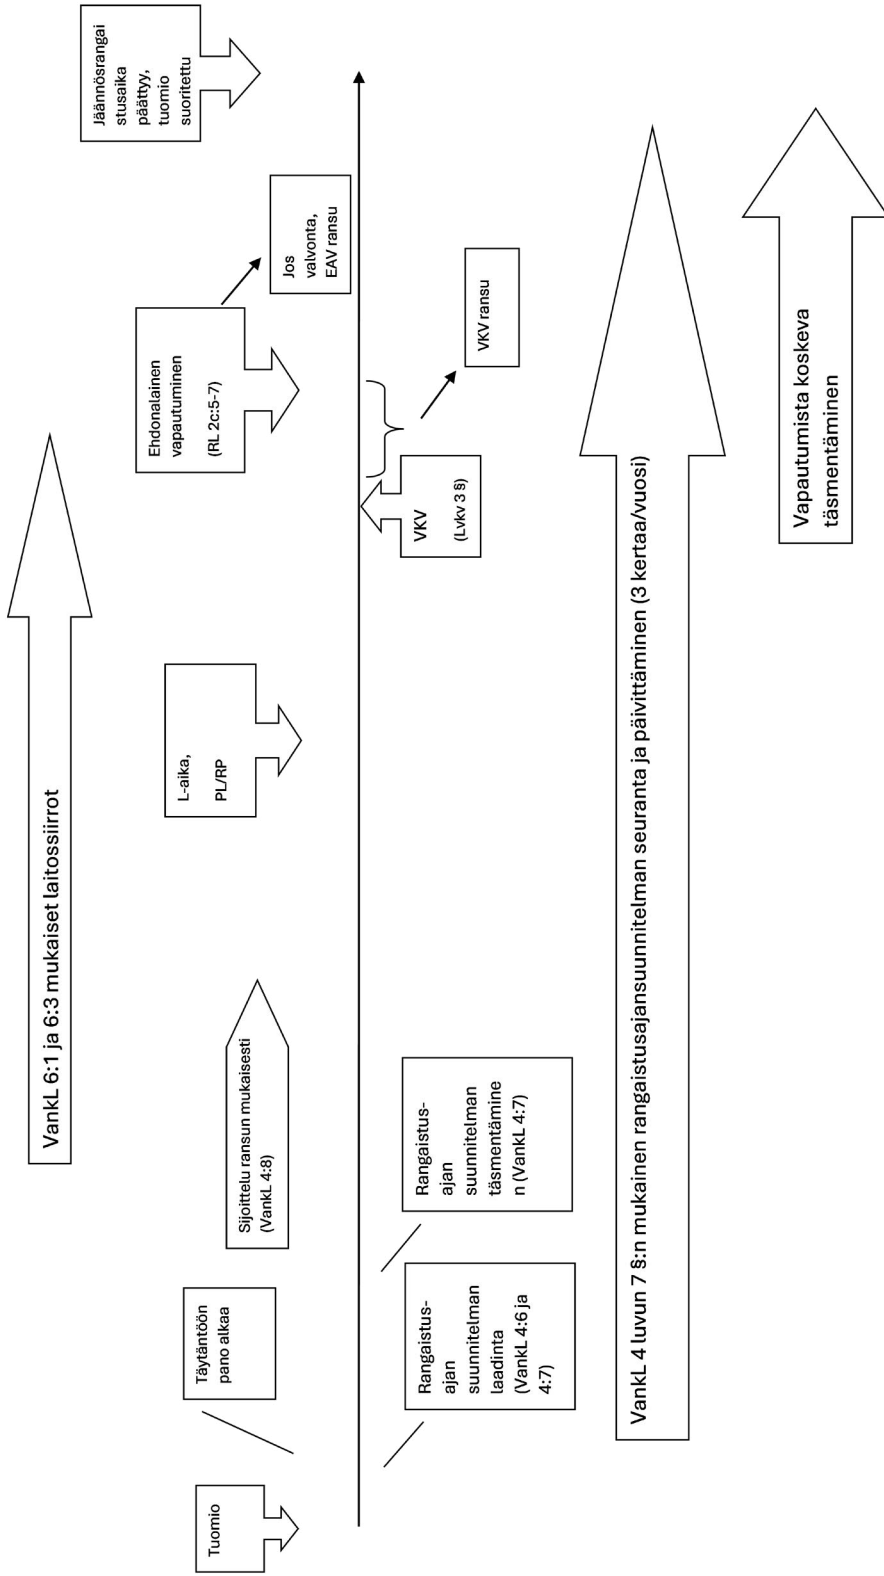 VankL 6:1 ja 6:3 mukaiset laitossiirrot
Jäännösrangai
stusaika
päättyy,
tuomio
suoritettu
Ehdonalainen
vapautuminen
(RL 2c:5-7)
Jos
valvonta,
EAV ransu
L-aika,
PL/RP
Sijoittelu ransun mukaisesti
(VankL 4:8)
Täytäntöön
pano alkaa
Tuomio
Rangaistus-
ajan
suunnitelman
laadinta
(VankL 4:6 ja
4:7)
Rangaistus-
ajan
suunnitelman
täsmentämine
n (VankL 4:7)
VKV
(Lvkv 3 §)
VKV ransu
VankL 4 luvun 7 §:n mukainen rangaistusajansuunnitelman seuranta ja päivittäminen (3 kertaa/vuosi)
Vapautumista koskeva
täsmentäminen